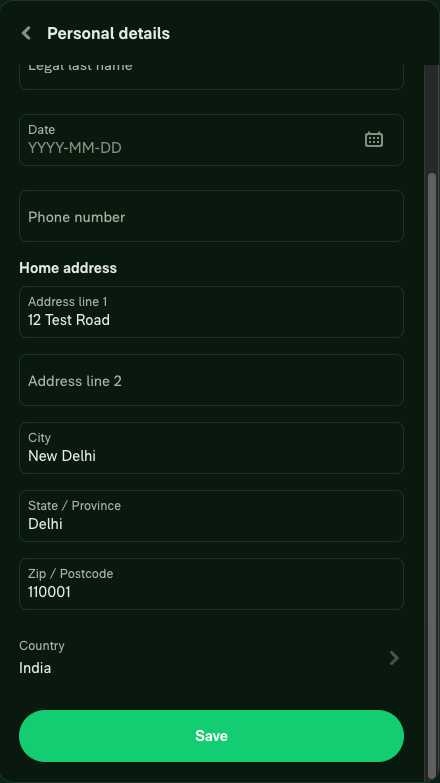 Personal details
Legal last name
Date
YYYY-MM-DD
Phone number
Home address
Address line 1
12 Test Road
Address line 2
City
New Delhi
State / Province
Delhi
Zip / Postcode
110001
Country
India
Save